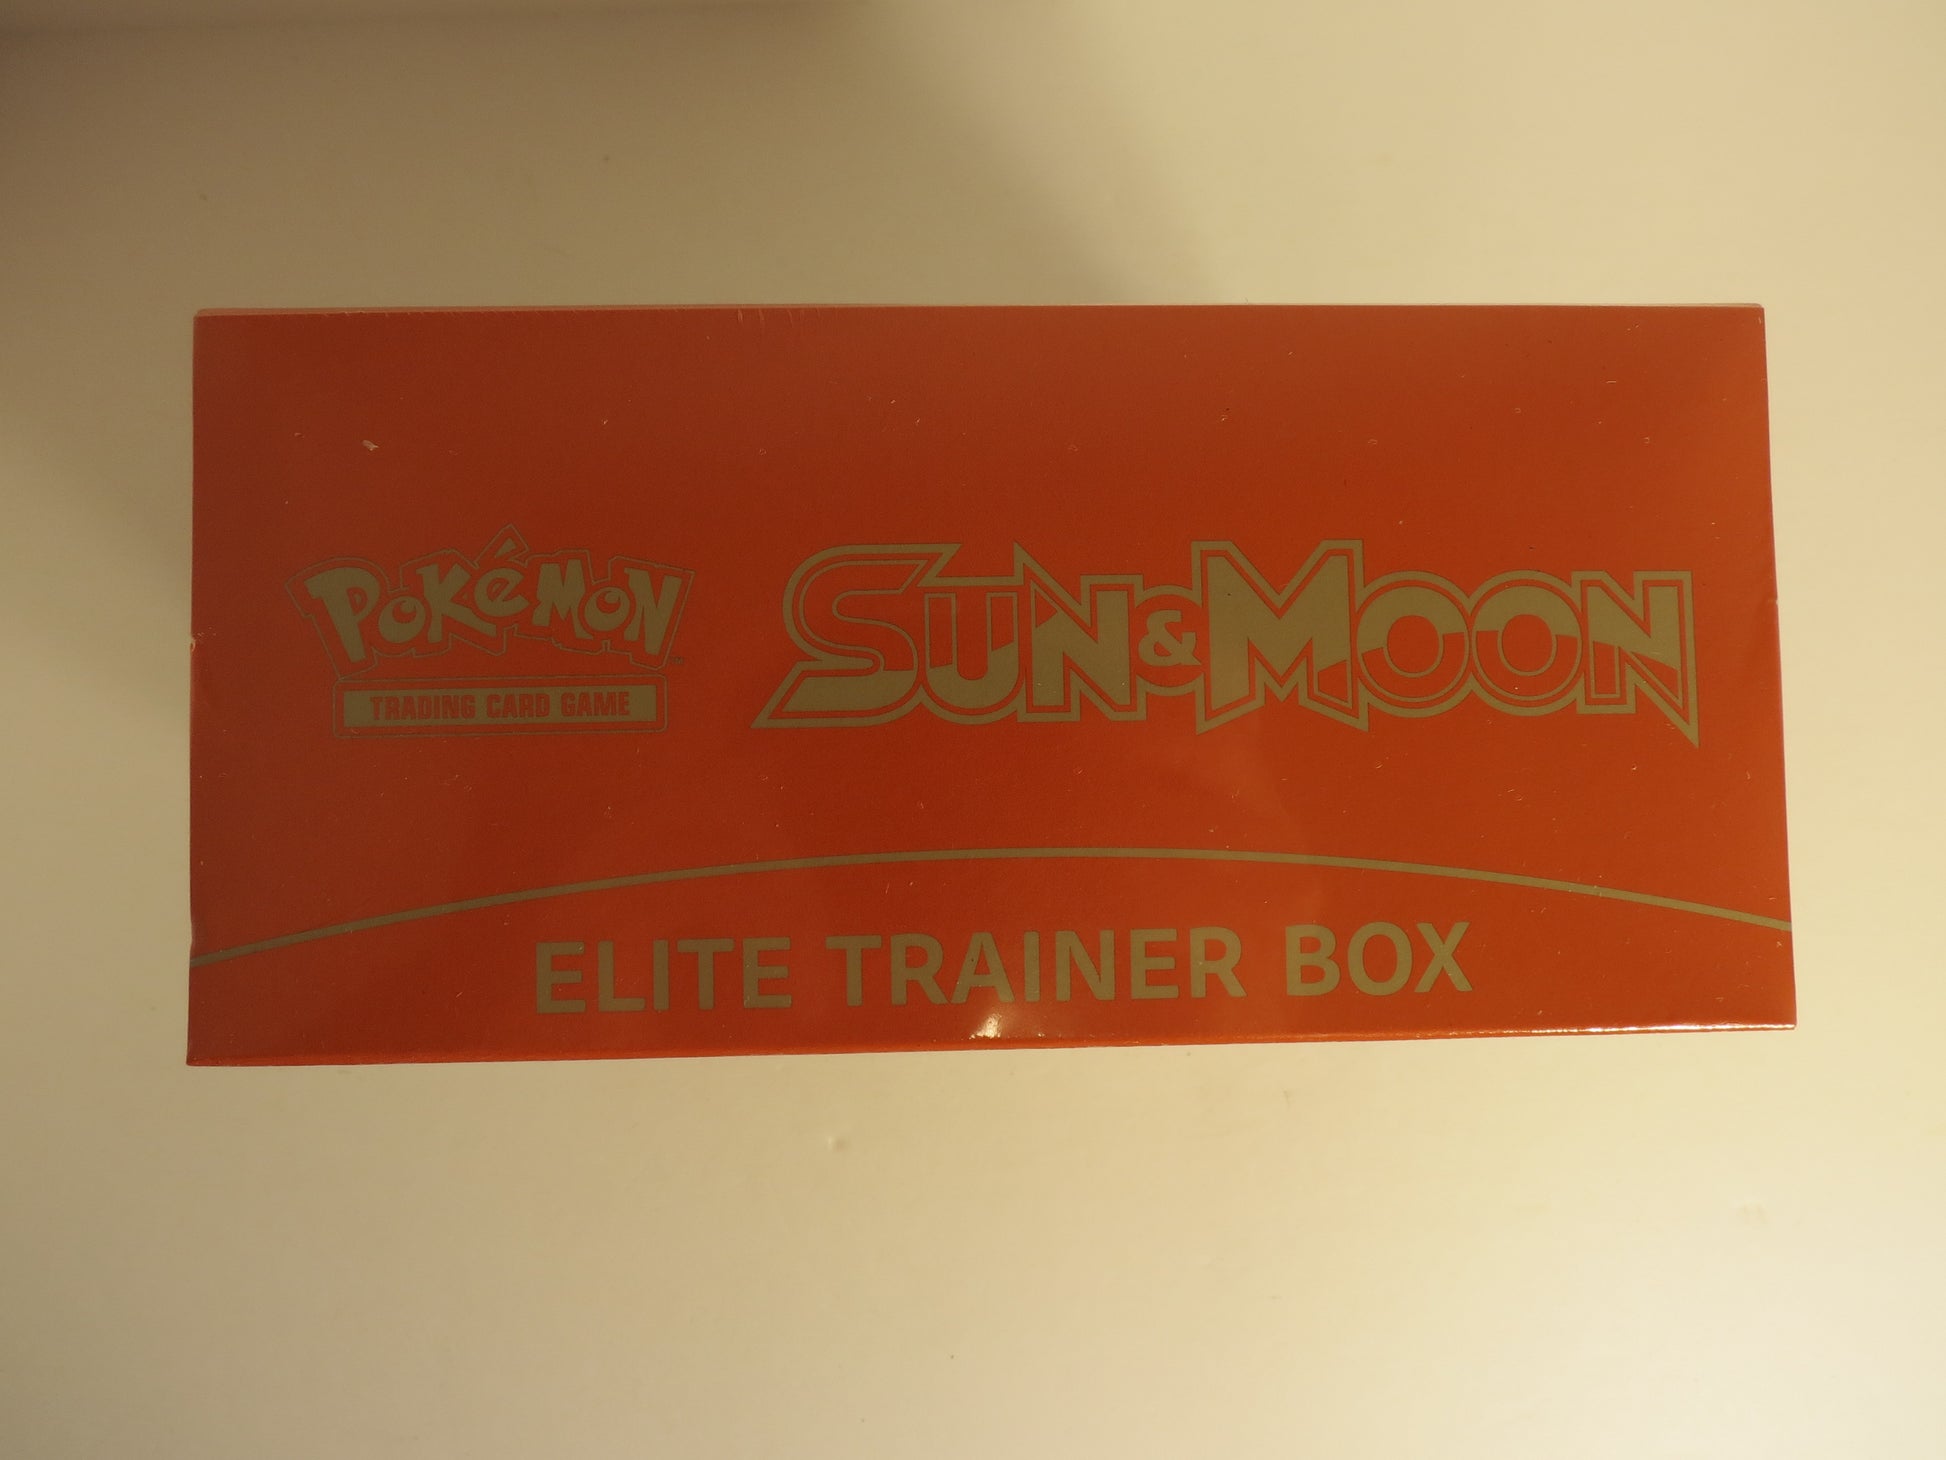 Pokémon
TRADING CARD GAME
SUN & MOON
ELITE TRAINER BOX